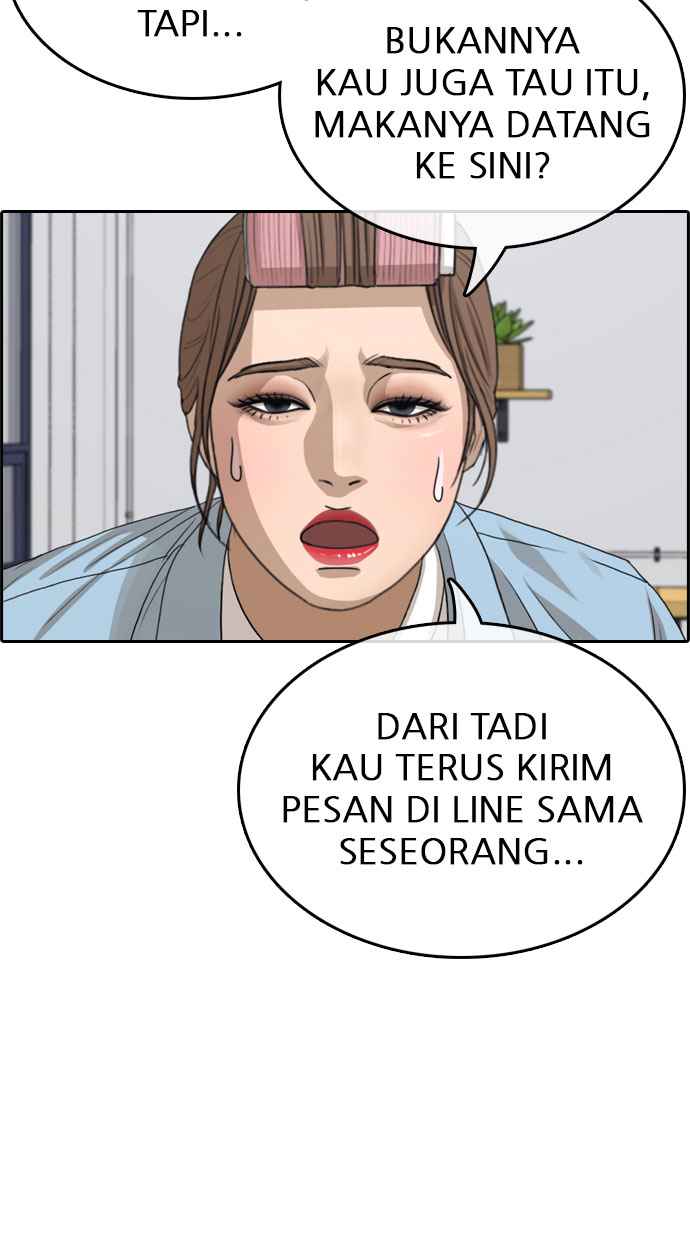 TAPI...
BUKANNYA
KAU JUGA TAU ITU,
MAKANYA DATANG
KE SINI?
DARI TADI
KAU TERUS KIRIM
PESAN DI LINE SAMA
SESEORANG...